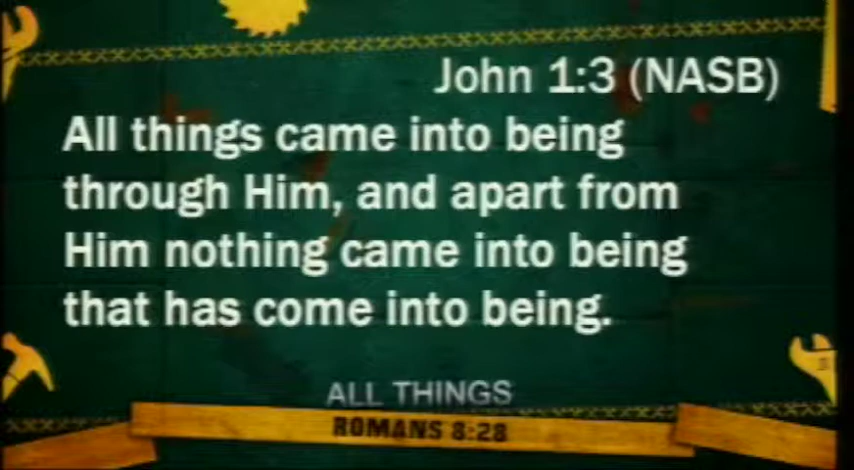 John 1:3 (NASB)
All things came into being
through Him, and apart from
Him nothing came into being
that has come into being.
ALL THINGS
ROMANS 8:28